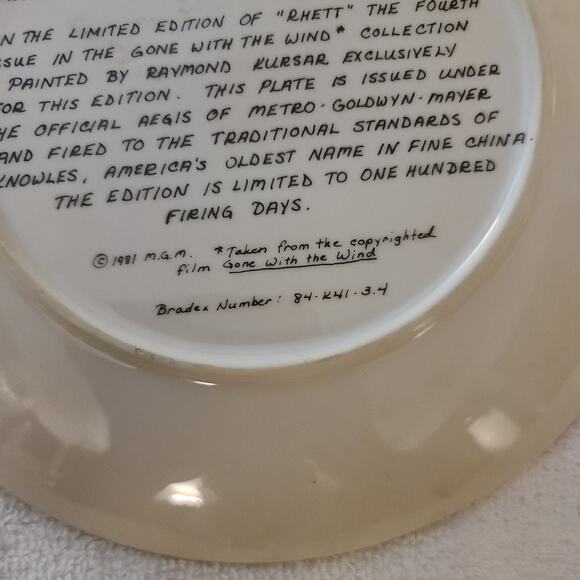 N THE LIMITED EDITION OF "RHETT" THE FOURTH
SSUE IN THE GONE WITH THE WIND* COLLECTION
PAINTED BY RAYMOND KURSAR EXCLUSIVELY
FOR THIS EDITION. THIS PLATE IS ISSUED UNDER
HE OFFICIAL AEGIS OF METRO-GOLDWYN-MAYER
AND FIRED TO THE TRADITIONAL STANDARDS OF
KNOWLES, AMERICA'S OLDEST NAME IN FINE CHINA.
THE EDITION IS LIMITED TO ONE HUNDRED
FIRING DAYS.
© 1981 M.G.M. *Taken from the copyrighted
film Gone With the Wind
Bradex Number: 84-K41-3.4